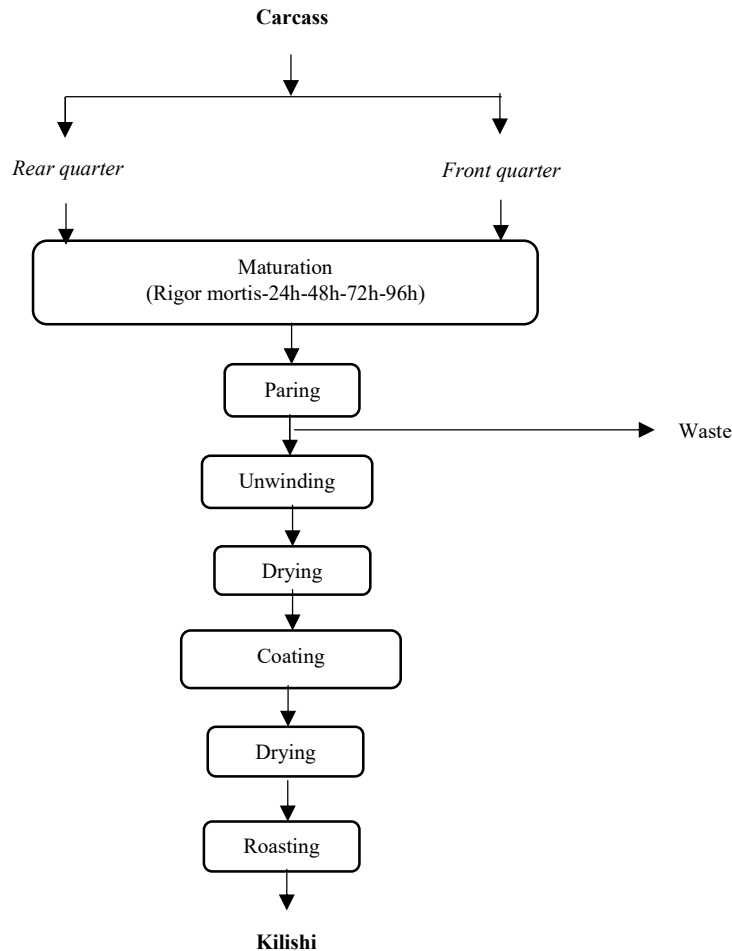 Carcass
Rear quarter
Front quarter
Maturation
(Rigor mortis-24h-48h-72h-96h)
Paring
Waste
Unwinding
Drying
Coating
Drying
Roasting
Kilishi